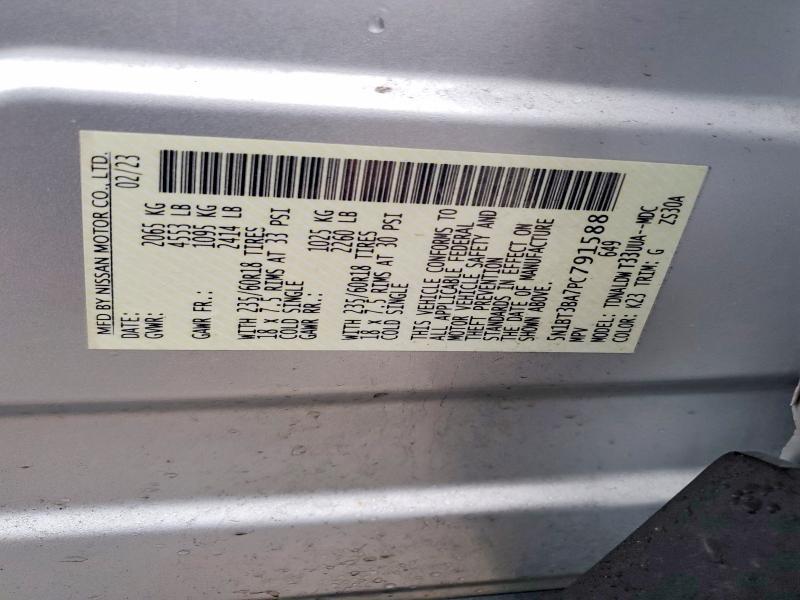 MFD BY NISSAN MOTOR CO., LTD.
DATE: 02/23
GVWR: 2065 KG
4553 LB
GAWR FR.: 1095 KG
2414 LB
WITH 235/60R18 TIRES
18 X 7.5 RIMS AT 33 PSI
COLD SINGLE
GAWR RR.: 1025 KG
2260 LB
WITH 235/60R18 TIRES
18 X 7.5 RIMS AT 30 PSI
COLD SINGLE
THIS VEHICLE CONFORMS TO
ALL APPLICABLE FEDERAL
MOTOR VEHICLE SAFETY AND
THEFT PREVENTION
STANDARDS IN EFFECT ON
THE DATE OF MANUFACTURE
SHOWN ABOVE.
5N1BT3BA7PC791588
MPV 649
MODEL: TDNALDW T33UUA--MDC
COLOR: K23 TRIM: G ZS30A